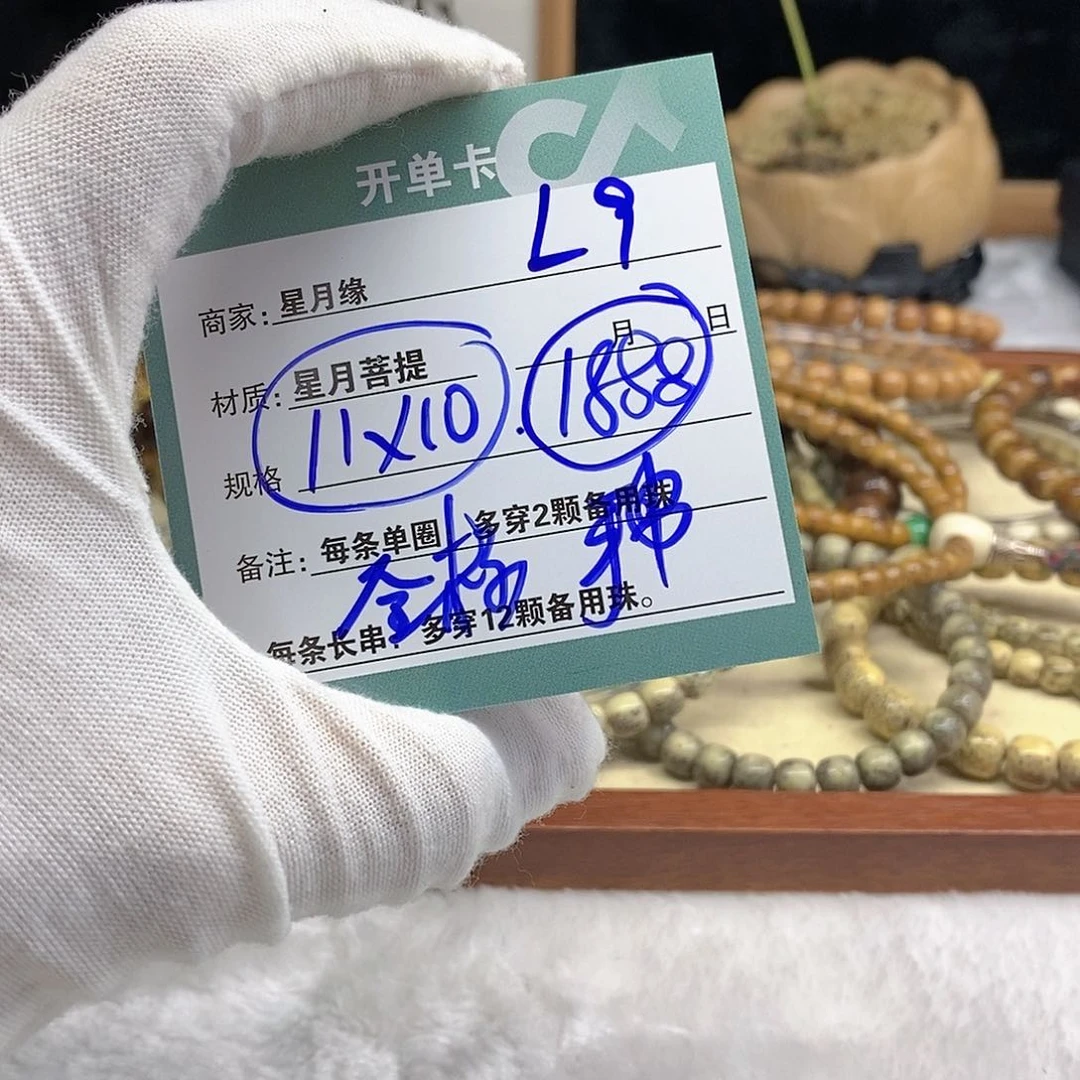 开单卡
L9
商家：星月缘
月 日
材质：星月菩提
11X10 1888
规格
备注：每条单圈 多穿2颗备用珠
每条长串，多穿12颗备用珠。